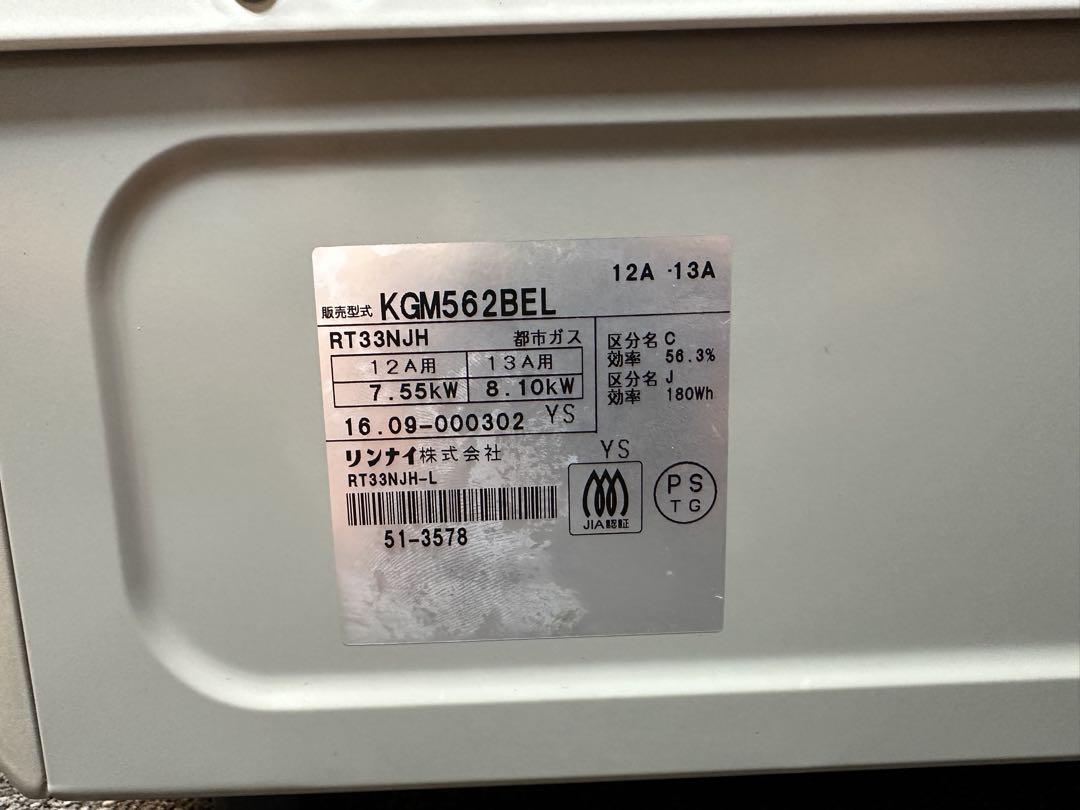 12A ·13A
販売型式 KGM562BEL
RT33NJH 都市ガス
12A用 13A用
7.55kW 8.10kW
16.09-000302 YS
区分名 C
効率 56.3%
区分名 J
効率 180Wh
リンナイ株式会社
YS
RT33NJH-L
51-3578
JIA認証
PS
TG